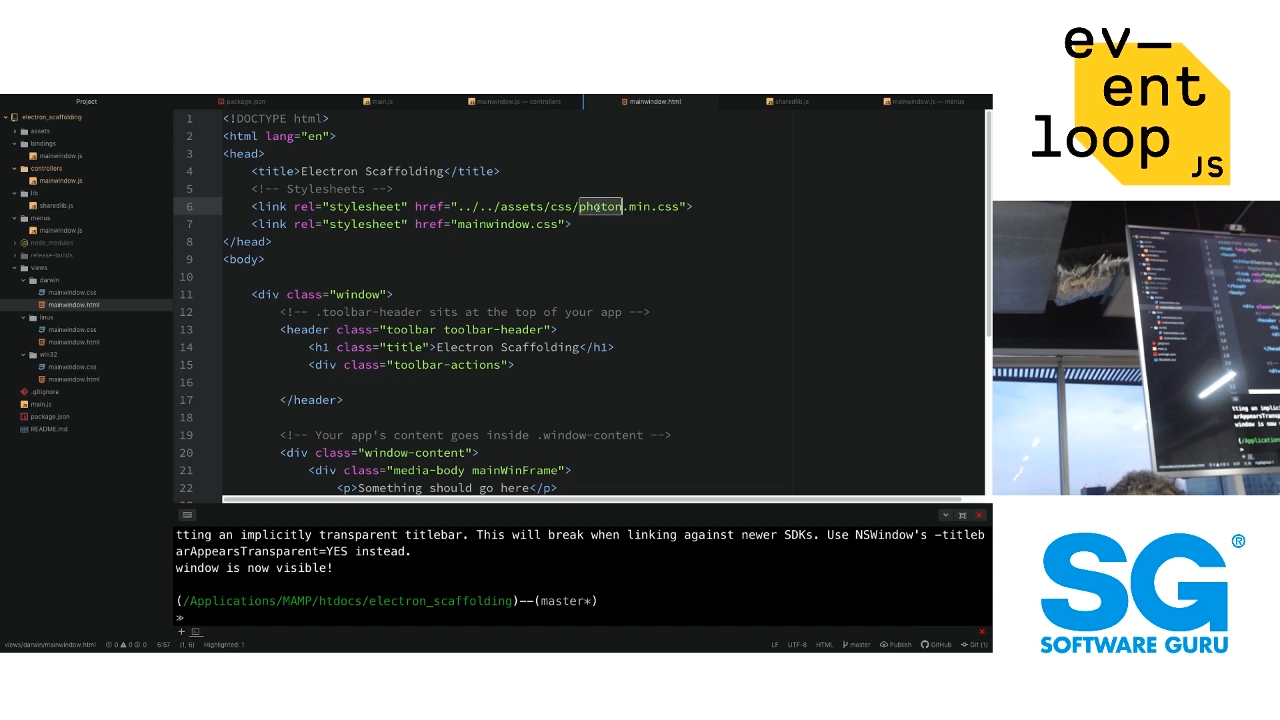 Project
package.json
main.js
mainwindow.js — controllers
mainwindow.html
sharedlib.js
mainwindow.js — menus
electron_scaffolding
assets
bindings
mainwindow.js
controllers
mainwindow.js
lib
sharedlib.js
menus
mainwindow.js
node_modules
release-builds
views
darwin
mainwindow.css
mainwindow.html
linux
mainwindow.css
mainwindow.html
win32
mainwindow.css
mainwindow.html
.gitignore
main.js
package.json
README.md
1 <!DOCTYPE html>
2 <html lang="en">
3 <head>
4 <title>Electron Scaffolding</title>
5 <!-- Stylesheets -->
6 <link rel="stylesheet" href="../../assets/css/photon.min.css">
7 <link rel="stylesheet" href="mainwindow.css">
8 </head>
9 <body>
10
11 <div class="window">
12 <!-- .toolbar-header sits at the top of your app -->
13 <header class="toolbar toolbar-header">
14 <h1 class="title">Electron Scaffolding</h1>
15 <div class="toolbar-actions">
16
17 </header>
18
19 <!-- Your app's content goes inside .window-content -->
20 <div class="window-content">
21 <div class="media-body mainWinFrame">
22 <p>Something should go here</p>
tting an implicitly transparent titlebar. This will break when linking against newer SDKs. Use NSWindow's -titleb
arAppearsTransparent=YES instead.
window is now visible!
(/Applications/MAMP/htdocs/electron_scaffolding)——(master*)
»
views/darwin/mainwindow.html 0 0 0 6:57 (1, 6) Highlighted: 1 LF UTF-8 HTML master Publish GitHub Git (1)
ev—
ent
loop
JS
SG®
SOFTWARE GURU